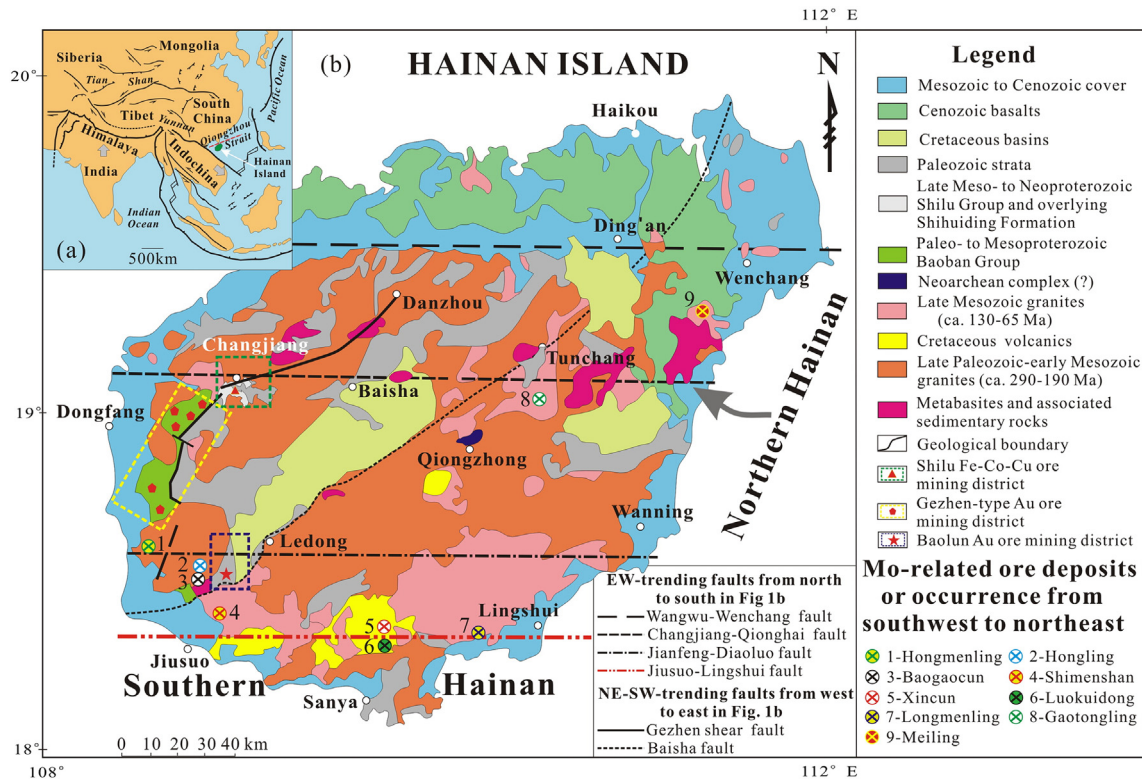 112° E
20°
19°
18°
112° E
(a)
Siberia
Mongolia
Tian
Shan
Tibet
Yunnan
South
China
Himalaya
India
Indochina
Qiongzhou
Strait
Hainan
Island
Pacific Ocean
Indian
Ocean
500km
(b)
HAINAN ISLAND
N
Haikou
Ding'an
Wenchang
Danzhou
9
Changjiang
Tunchang
Baisha
8
Dongfang
Qiongzhong
Northern Hainan
Wanning
1
Ledong
2
3
4
5
6
7
Lingshui
Jiusuo
Southern
Hainan
Sanya
0 20 40 km
EW-trending faults from north
to south in Fig 1b
Wangwu-Wenchang fault
Changjiang-Qionghai fault
Jianfeng-Diaoluo fault
Jiusuo-Lingshui fault
NE-SW-trending faults from west
to east in Fig. 1b
Gezhen shear fault
Baisha fault
Legend
Mesozoic to Cenozoic cover
Cenozoic basalts
Cretaceous basins
Paleozoic strata
Late Meso- to Neoproterozoic
Shilu Group and overlying
Shihuiding Formation
Paleo- to Mesoproterozoic
Baoban Group
Neoarchean complex (?)
Late Mesozoic granites
(ca. 130-65 Ma)
Cretaceous volcanics
Late Paleozoic-early Mesozoic
granites (ca. 290-190 Ma)
Metabasites and associated
sedimentary rocks
Geological boundary
Shilu Fe-Co-Cu ore
mining district
Gezhen-type Au ore
mining district
Baolun Au ore mining district
Mo-related ore deposits
or occurrence from
southwest to northeast
1-Hongmenling
2-Hongling
3-Baogaocun
4-Shimenshan
5-Xincun
6-Luokuidong
7-Longmenling
8-Gaotongling
9-Meiling